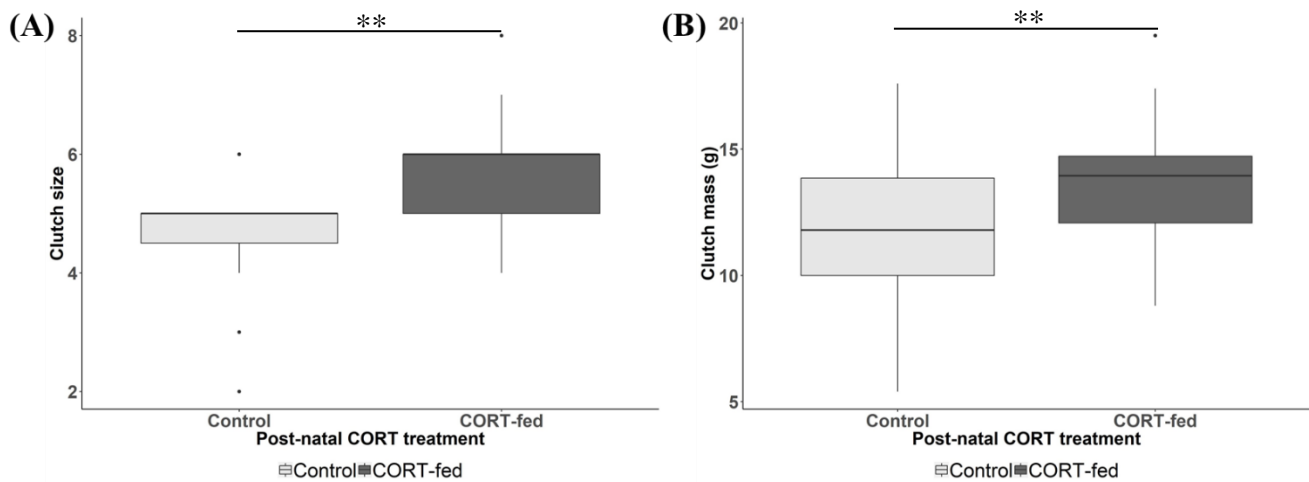 (A)
**
8
6
4
2
Clutch size
Control
CORT-fed
Post-natal CORT treatment
Control CORT-fed
(B)
**
20
15
10
5
Clutch mass (g)
Control
CORT-fed
Post-natal CORT treatment
Control CORT-fed